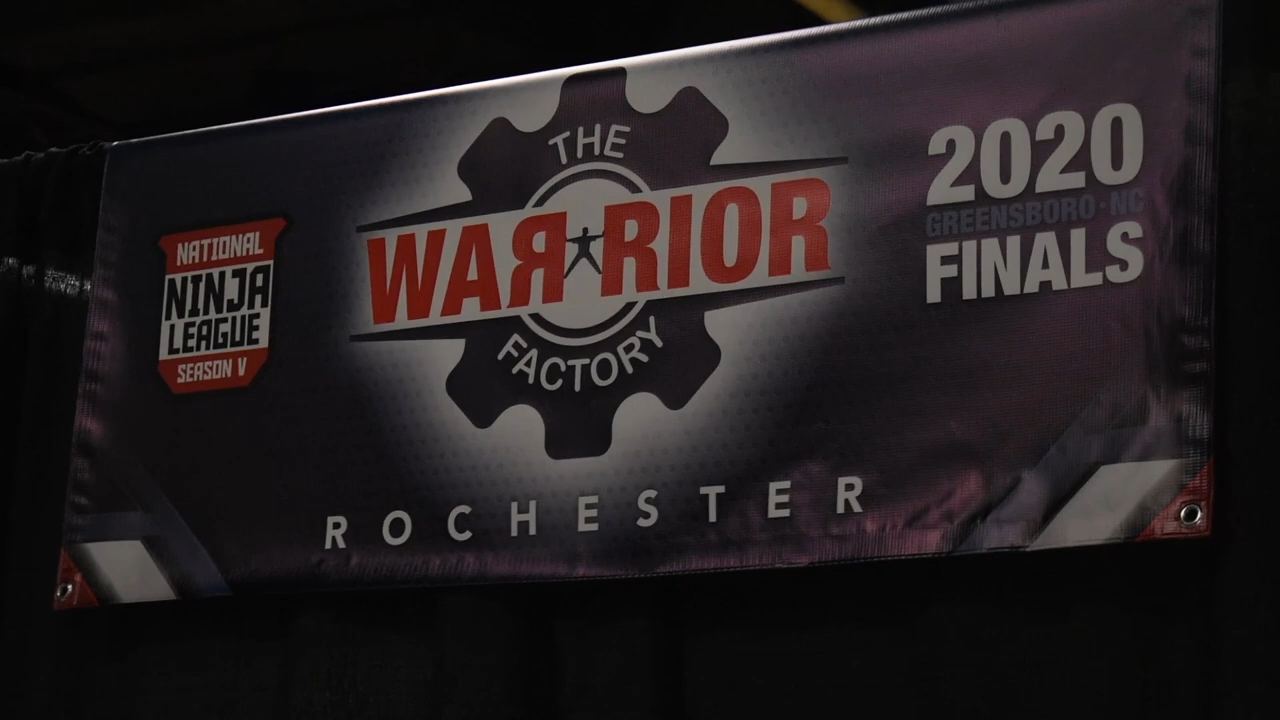 NATIONAL
NINJA
LEAGUE
SEASON V
THE
WARRIOR
FACTORY
ROCHESTER
2020
GREENSBORO·NC
FINALS